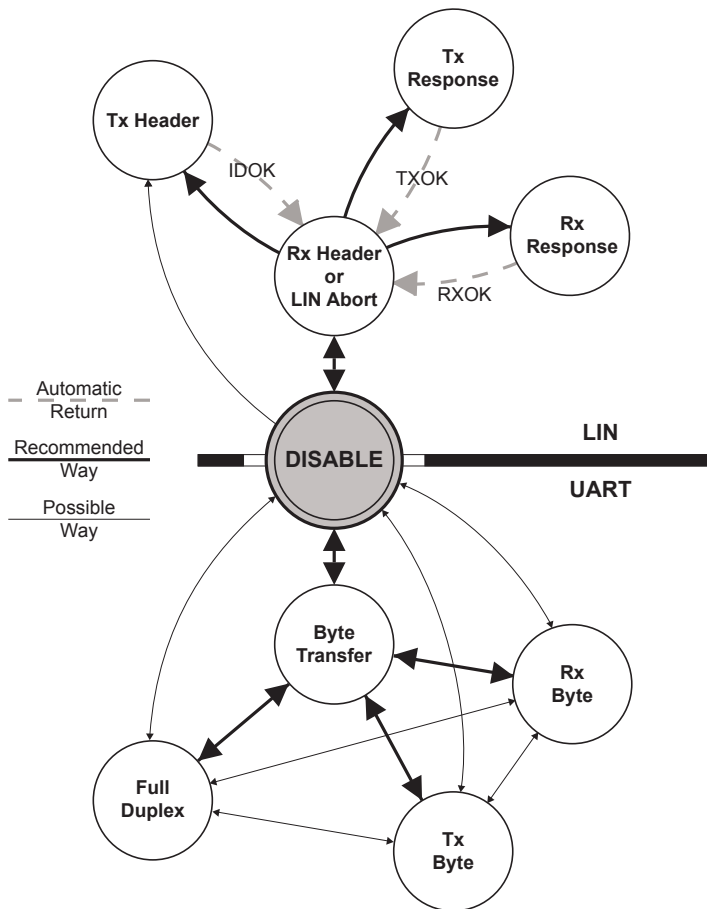 Tx
Response
Tx Header
IDOK
TXOK
Rx
Response
Rx Header
or
LIN Abort
RXOK
Automatic
Return
Recommended
Way
Possible
Way
DISABLE
LIN
UART
Byte
Transfer
Rx
Byte
Full
Duplex
Tx
Byte